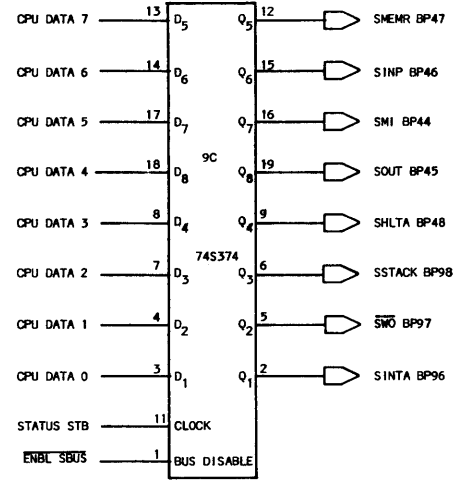 CPU DATA 7 13 D5 Q5 12 SMEMR BP47
CPU DATA 6 14 D6 Q6 15 SINP BP46
CPU DATA 5 17 D7 Q7 16 SMI BP44
9C
CPU DATA 4 18 D8 Q8 19 SOUT BP45
CPU DATA 3 8 D4 Q4 9 SHLTA BP48
74S374
CPU DATA 2 7 D3 Q3 6 SSTACK BP98
CPU DATA 1 4 D2 Q2 5 S̅W̅O̅ BP97
CPU DATA 0 3 D1 Q1 2 SINTA BP96
STATUS STB 11 CLOCK
E̅N̅B̅L̅ ̅S̅B̅U̅S̅ 1 BUS DISABLE